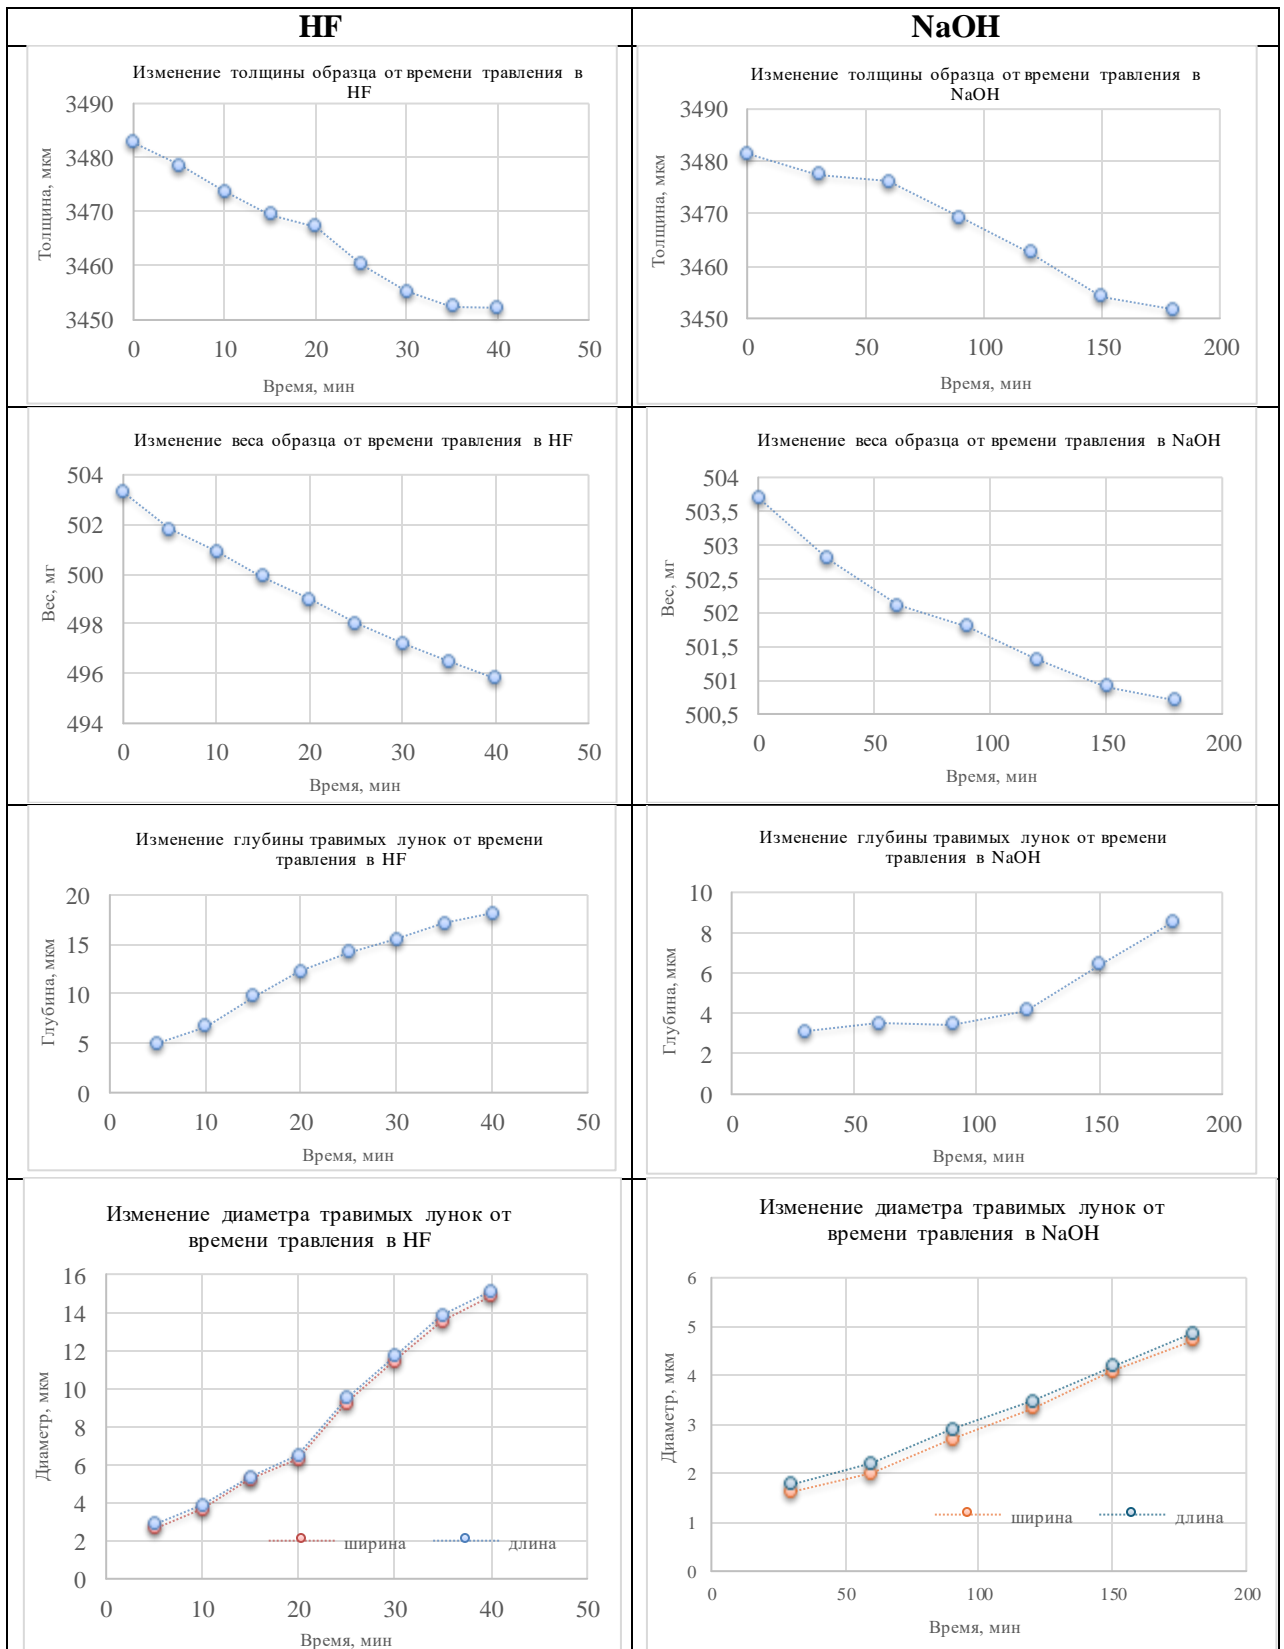 HF
NaOH
Изменение толщины образца от времени травления в
HF
3490
3480
3470
3460
3450
0 10 20 30 40 50
Толщина, мкм
Время, мин
Изменение толщины образца от времени травления в
NaOH
3490
3480
3470
3460
3450
0 50 100 150 200
Толщина, мкм
Время, мин
Изменение веса образца от времени травления в HF
504
502
500
498
496
494
0 10 20 30 40 50
Вес, мг
Время, мин
Изменение веса образца от времени травления в NaOH
504
503,5
503
502,5
502
501,5
501
500,5
0 50 100 150 200
Вес, мг
Время, мин
Изменение глубины травимых лунок от времени
травления в HF
20
15
10
5
0
0 10 20 30 40 50
Глубина, мкм
Время, мин
Изменение глубины травимых лунок от времени
травления в NaOH
10
8
6
4
2
0
0 50 100 150 200
Глубина, мкм
Время, мин
Изменение диаметра травимых лунок от
времени травления в HF
16
14
12
10
8
6
4
2
0
0 10 20 30 40 50
Диаметр, мкм
ширина длина
Время, мин
Изменение диаметра травимых лунок от
времени травления в NaOH
6
5
4
3
2
1
0
0 50 100 150 200
Диаметр, мкм
ширина длина
Время, мин